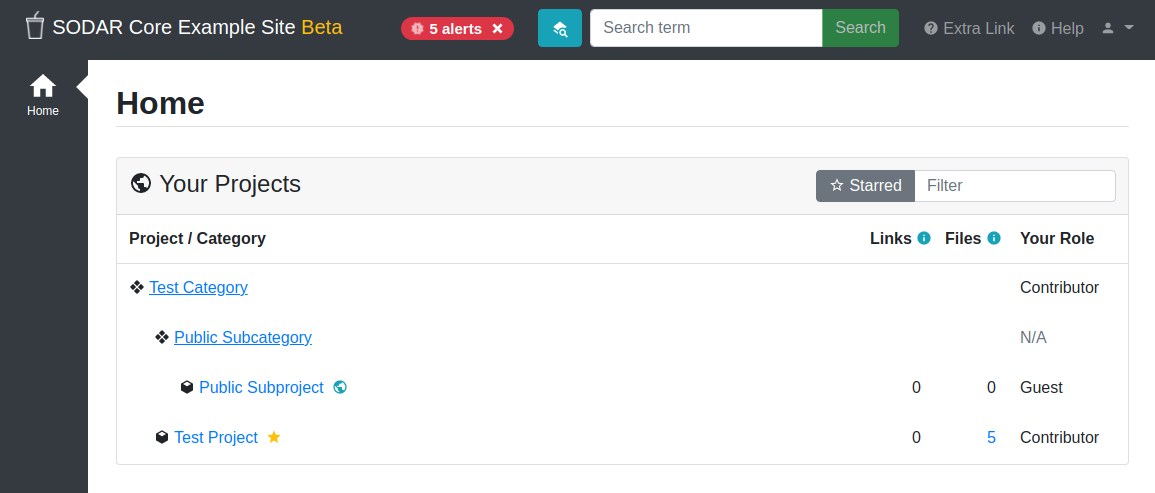 SODAR Core Example Site Beta 5 alerts Search term Search Extra Link Help
Home
Home
Your Projects Starred Filter
Project / Category Links Files Your Role
Test Category Contributor
Public Subcategory N/A
Public Subproject 0 0 Guest
Test Project 0 5 Contributor